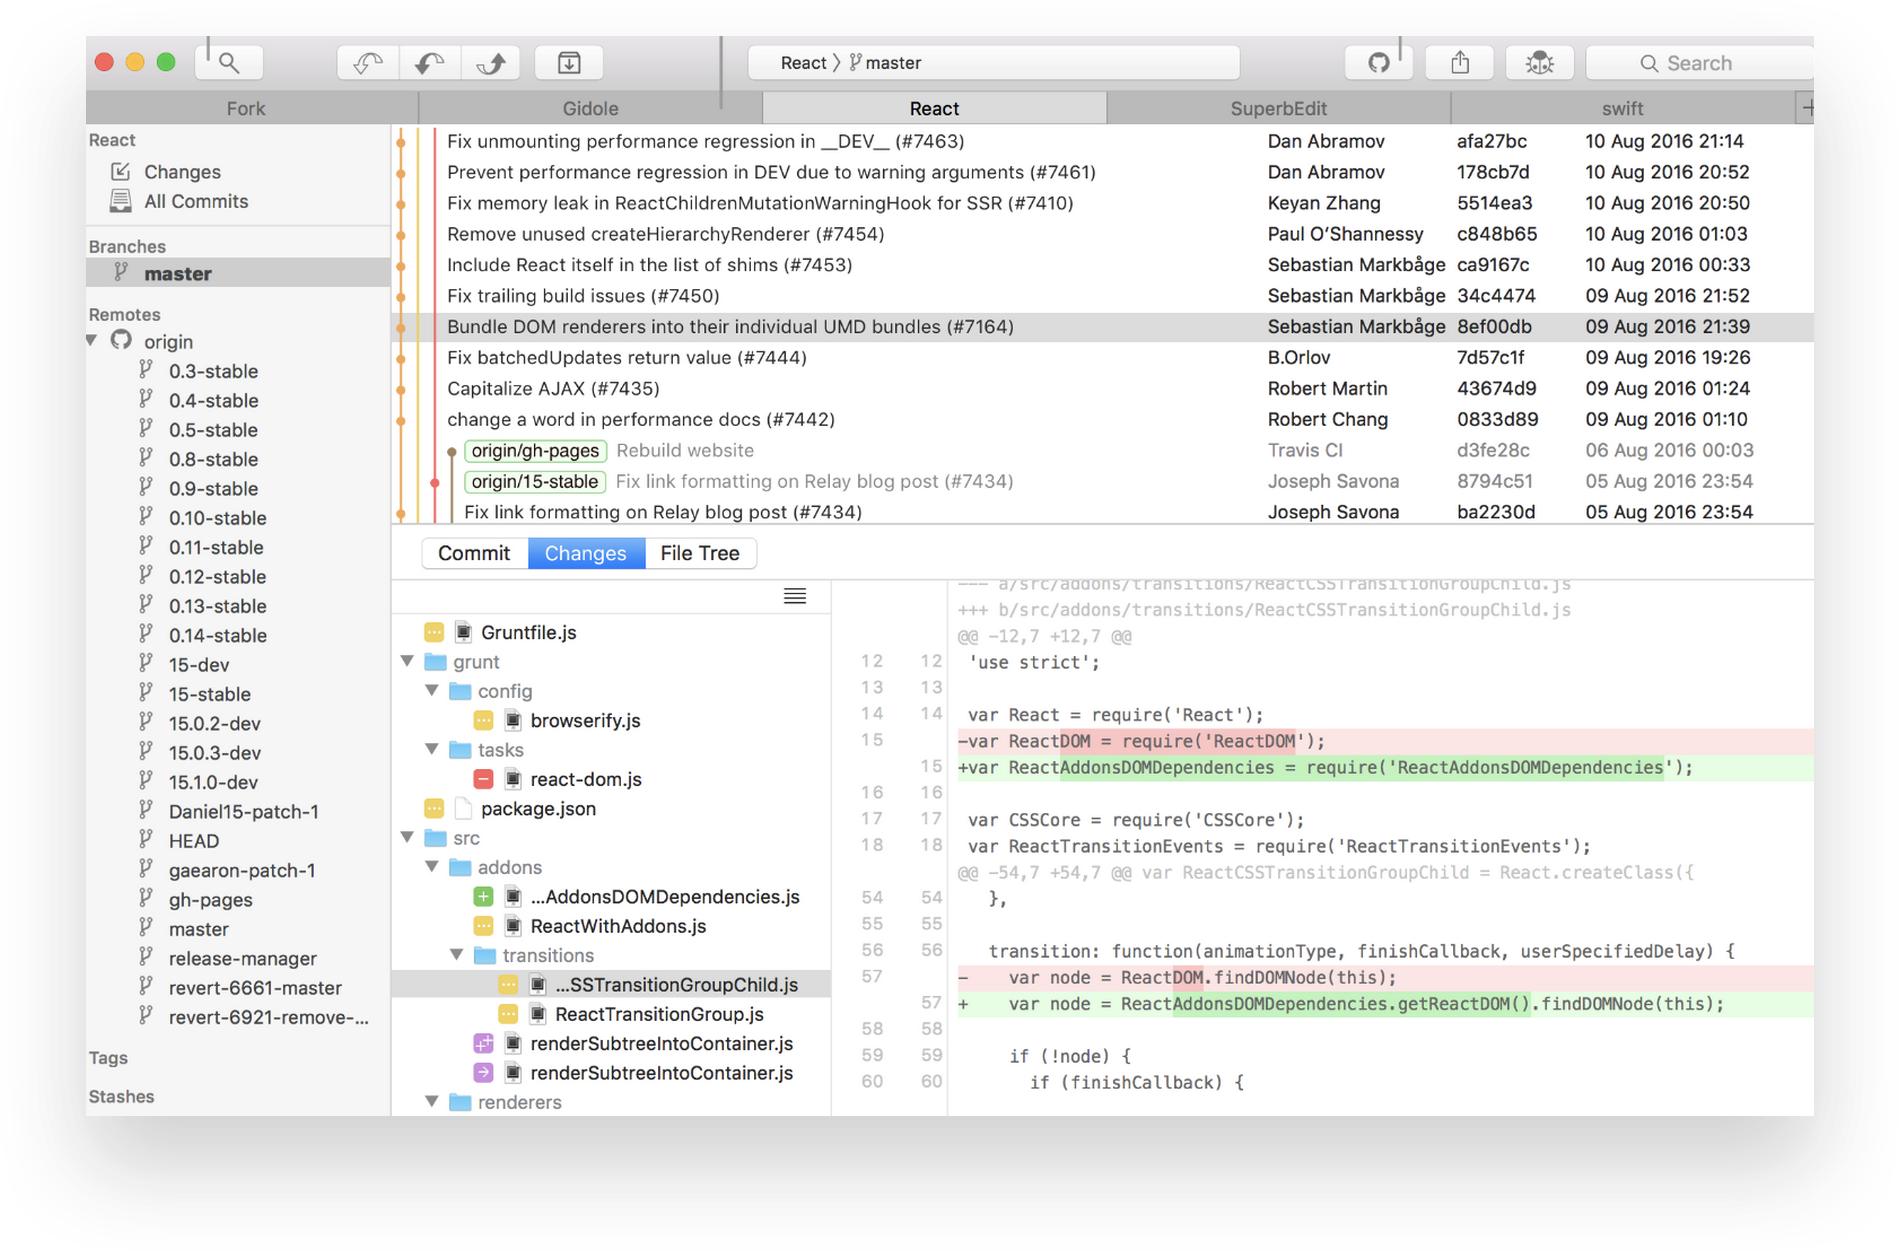 React 〉 master
Search
Fork
Gidole
React
SuperbEdit
swift
React
Changes
All Commits
Branches
master
Remotes
origin
0.3-stable
0.4-stable
0.5-stable
0.8-stable
0.9-stable
0.10-stable
0.11-stable
0.12-stable
0.13-stable
0.14-stable
15-dev
15-stable
15.0.2-dev
15.0.3-dev
15.1.0-dev
Daniel15-patch-1
HEAD
gaearon-patch-1
gh-pages
master
release-manager
revert-6661-master
revert-6921-remove-...
Tags
Stashes
Fix unmounting performance regression in __DEV__ (#7463) Dan Abramov afa27bc 10 Aug 2016 21:14
Prevent performance regression in DEV due to warning arguments (#7461) Dan Abramov 178cb7d 10 Aug 2016 20:52
Fix memory leak in ReactChildrenMutationWarningHook for SSR (#7410) Keyan Zhang 5514ea3 10 Aug 2016 20:50
Remove unused createHierarchyRenderer (#7454) Paul O'Shannessy c848b65 10 Aug 2016 01:03
Include React itself in the list of shims (#7453) Sebastian Markbåge ca9167c 10 Aug 2016 00:33
Fix trailing build issues (#7450) Sebastian Markbåge 34c4474 09 Aug 2016 21:52
Bundle DOM renderers into their individual UMD bundles (#7164) Sebastian Markbåge 8ef00db 09 Aug 2016 21:39
Fix batchedUpdates return value (#7444) B.Orlov 7d57c1f 09 Aug 2016 19:26
Capitalize AJAX (#7435) Robert Martin 43674d9 09 Aug 2016 01:24
change a word in performance docs (#7442) Robert Chang 0833d89 09 Aug 2016 01:10
origin/gh-pages Rebuild website Travis CI d3fe28c 06 Aug 2016 00:03
origin/15-stable Fix link formatting on Relay blog post (#7434) Joseph Savona 8794c51 05 Aug 2016 23:54
Fix link formatting on Relay blog post (#7434) Joseph Savona ba2230d 05 Aug 2016 23:54
Commit Changes File Tree
Gruntfile.js
grunt
config
browserify.js
tasks
react-dom.js
package.json
src
addons
...AddonsDOMDependencies.js
ReactWithAddons.js
transitions
...SSTransitionGroupChild.js
ReactTransitionGroup.js
renderSubtreeIntoContainer.js
renderSubtreeIntoContainer.js
renderers
--- a/src/addons/transitions/ReactCSSTransitionGroupChild.js
+++ b/src/addons/transitions/ReactCSSTransitionGroupChild.js
@@ -12,7 +12,7 @@
12 12 'use strict';
13 13
14 14 var React = require('React');
15 -var ReactDOM = require('ReactDOM');
15 +var ReactAddonsDOMDependencies = require('ReactAddonsDOMDependencies');
16 16
17 17 var CSSCore = require('CSSCore');
18 18 var ReactTransitionEvents = require('ReactTransitionEvents');
@@ -54,7 +54,7 @@ var ReactCSSTransitionGroupChild = React.createClass({
54 54 },
55 55
56 56 transition: function(animationType, finishCallback, userSpecifiedDelay) {
57 - var node = ReactDOM.findDOMNode(this);
57 + var node = ReactAddonsDOMDependencies.getReactDOM().findDOMNode(this);
58 58
59 59 if (!node) {
60 60 if (finishCallback) {